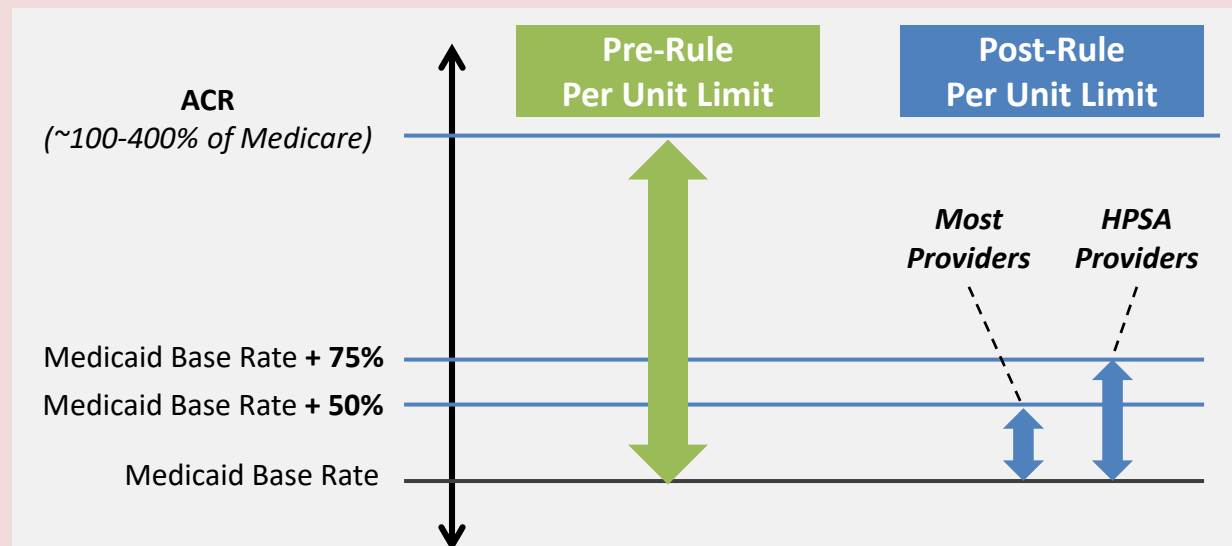 Pre-Rule
Per Unit Limit
Post-Rule
Per Unit Limit
ACR
(~100-400% of Medicare)
Most
Providers
HPSA
Providers
Medicaid Base Rate + 75%
Medicaid Base Rate + 50%
Medicaid Base Rate